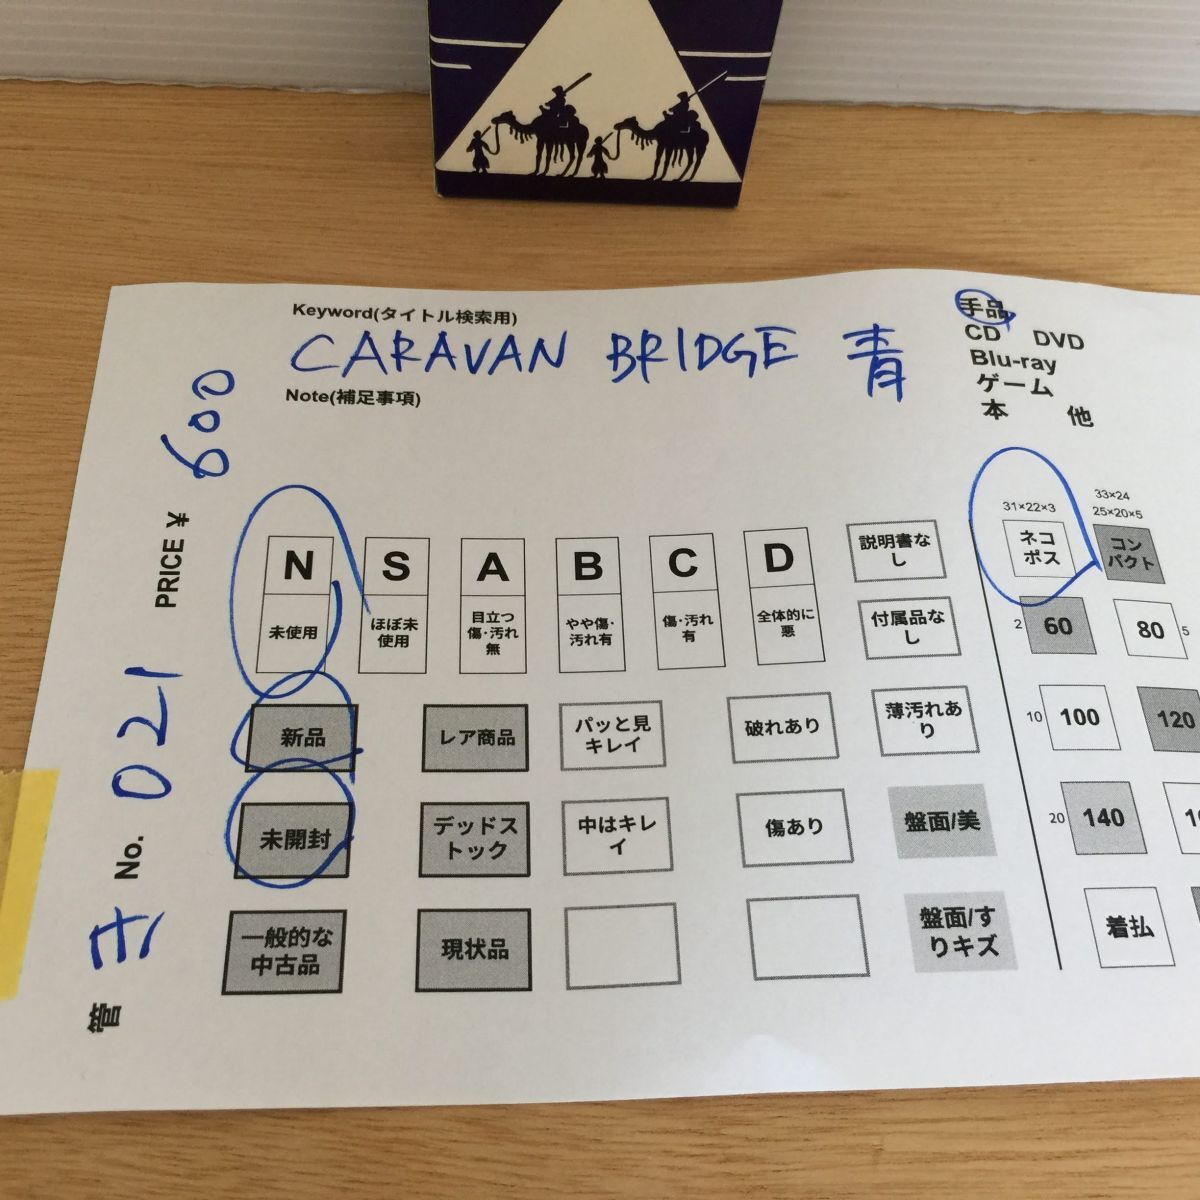 Keyword(タイトル検索用)
CARAVAN BRIDGE 青
Note(補足事項)
手品
CD DVD
Blu-ray
ゲーム
本 他
PRICE ¥ 600
管 No. 021
N
未使用
S
ほぼ未
使用
A
目立つ
傷・汚れ
無
B
やや傷・
汚れ有
C
傷・汚れ
有
D
全体的に
悪
説明書な
し
付属品な
し
新品
レア商品
パッと見
キレイ
破れあり
薄汚れあ
り
未開封
デッドス
トック
中はキレ
イ
傷あり
盤面/美
一般的な
中古品
現状品
盤面/す
りキズ
31×22×3
ネコ
ポス
33×24
25×20×5
コン
パクト
2
60
80
5
10
100
120
20
140
着払